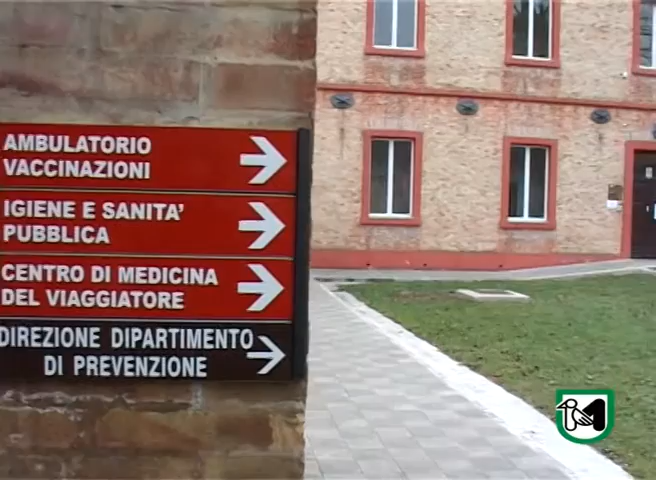 AMBULATORIO
VACCINAZIONI
IGIENE E SANITA'
PUBBLICA
CENTRO DI MEDICINA
DEL VIAGGIATORE
DIREZIONE DIPARTIMENTO
DI PREVENZIONE